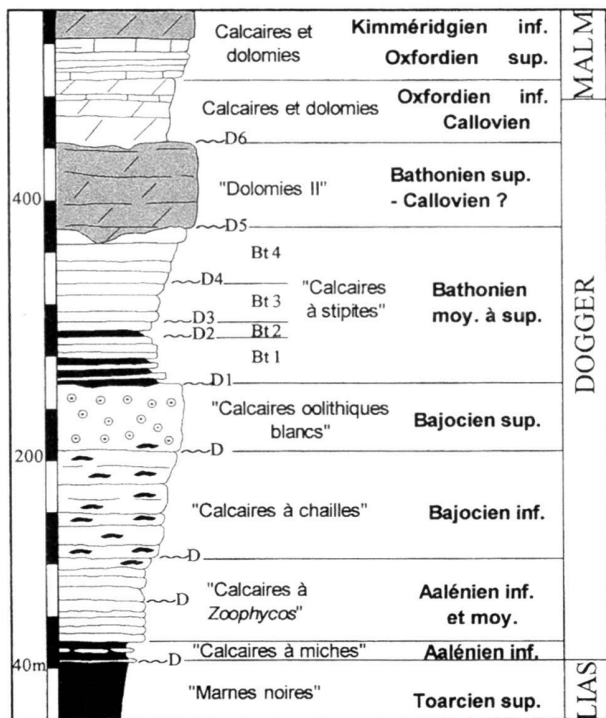 Calcaires et
dolomies
Kimméridgien inf.
Oxfordien sup.
MALM
Calcaires et dolomies
Oxfordien inf.
Callovien
D6
400
"Dolomies II"
Bathonien sup.
- Callovien ?
D5
Bt 4
D4
Bt 3
"Calcaires
à stipites"
Bathonien
moy. à sup.
DOGGER
D3
D2
Bt 2
Bt 1
D1
"Calcaires oolithiques
blancs"
Bajocien sup.
200
D
"Calcaires à chailles"
Bajocien inf.
D
"Calcaires à
Zoophycos"
Aalénien inf.
et moy.
D
"Calcaires à miches"
Aalénien inf.
D
40m
"Marnes noires"
Toarcien sup.
LIAS